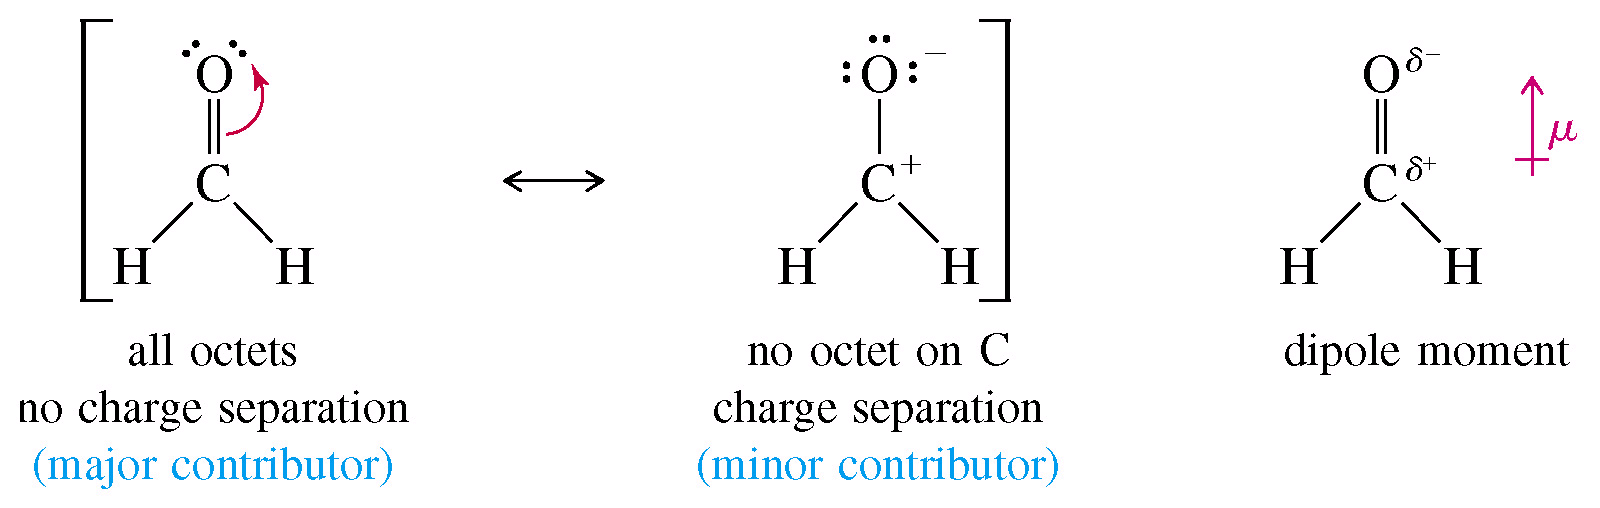 O
C
H H
all octets
no charge separation
(major contributor)
O −
C +
H H
no octet on C
charge separation
(minor contributor)
O δ−
C δ+
H H
μ
dipole moment